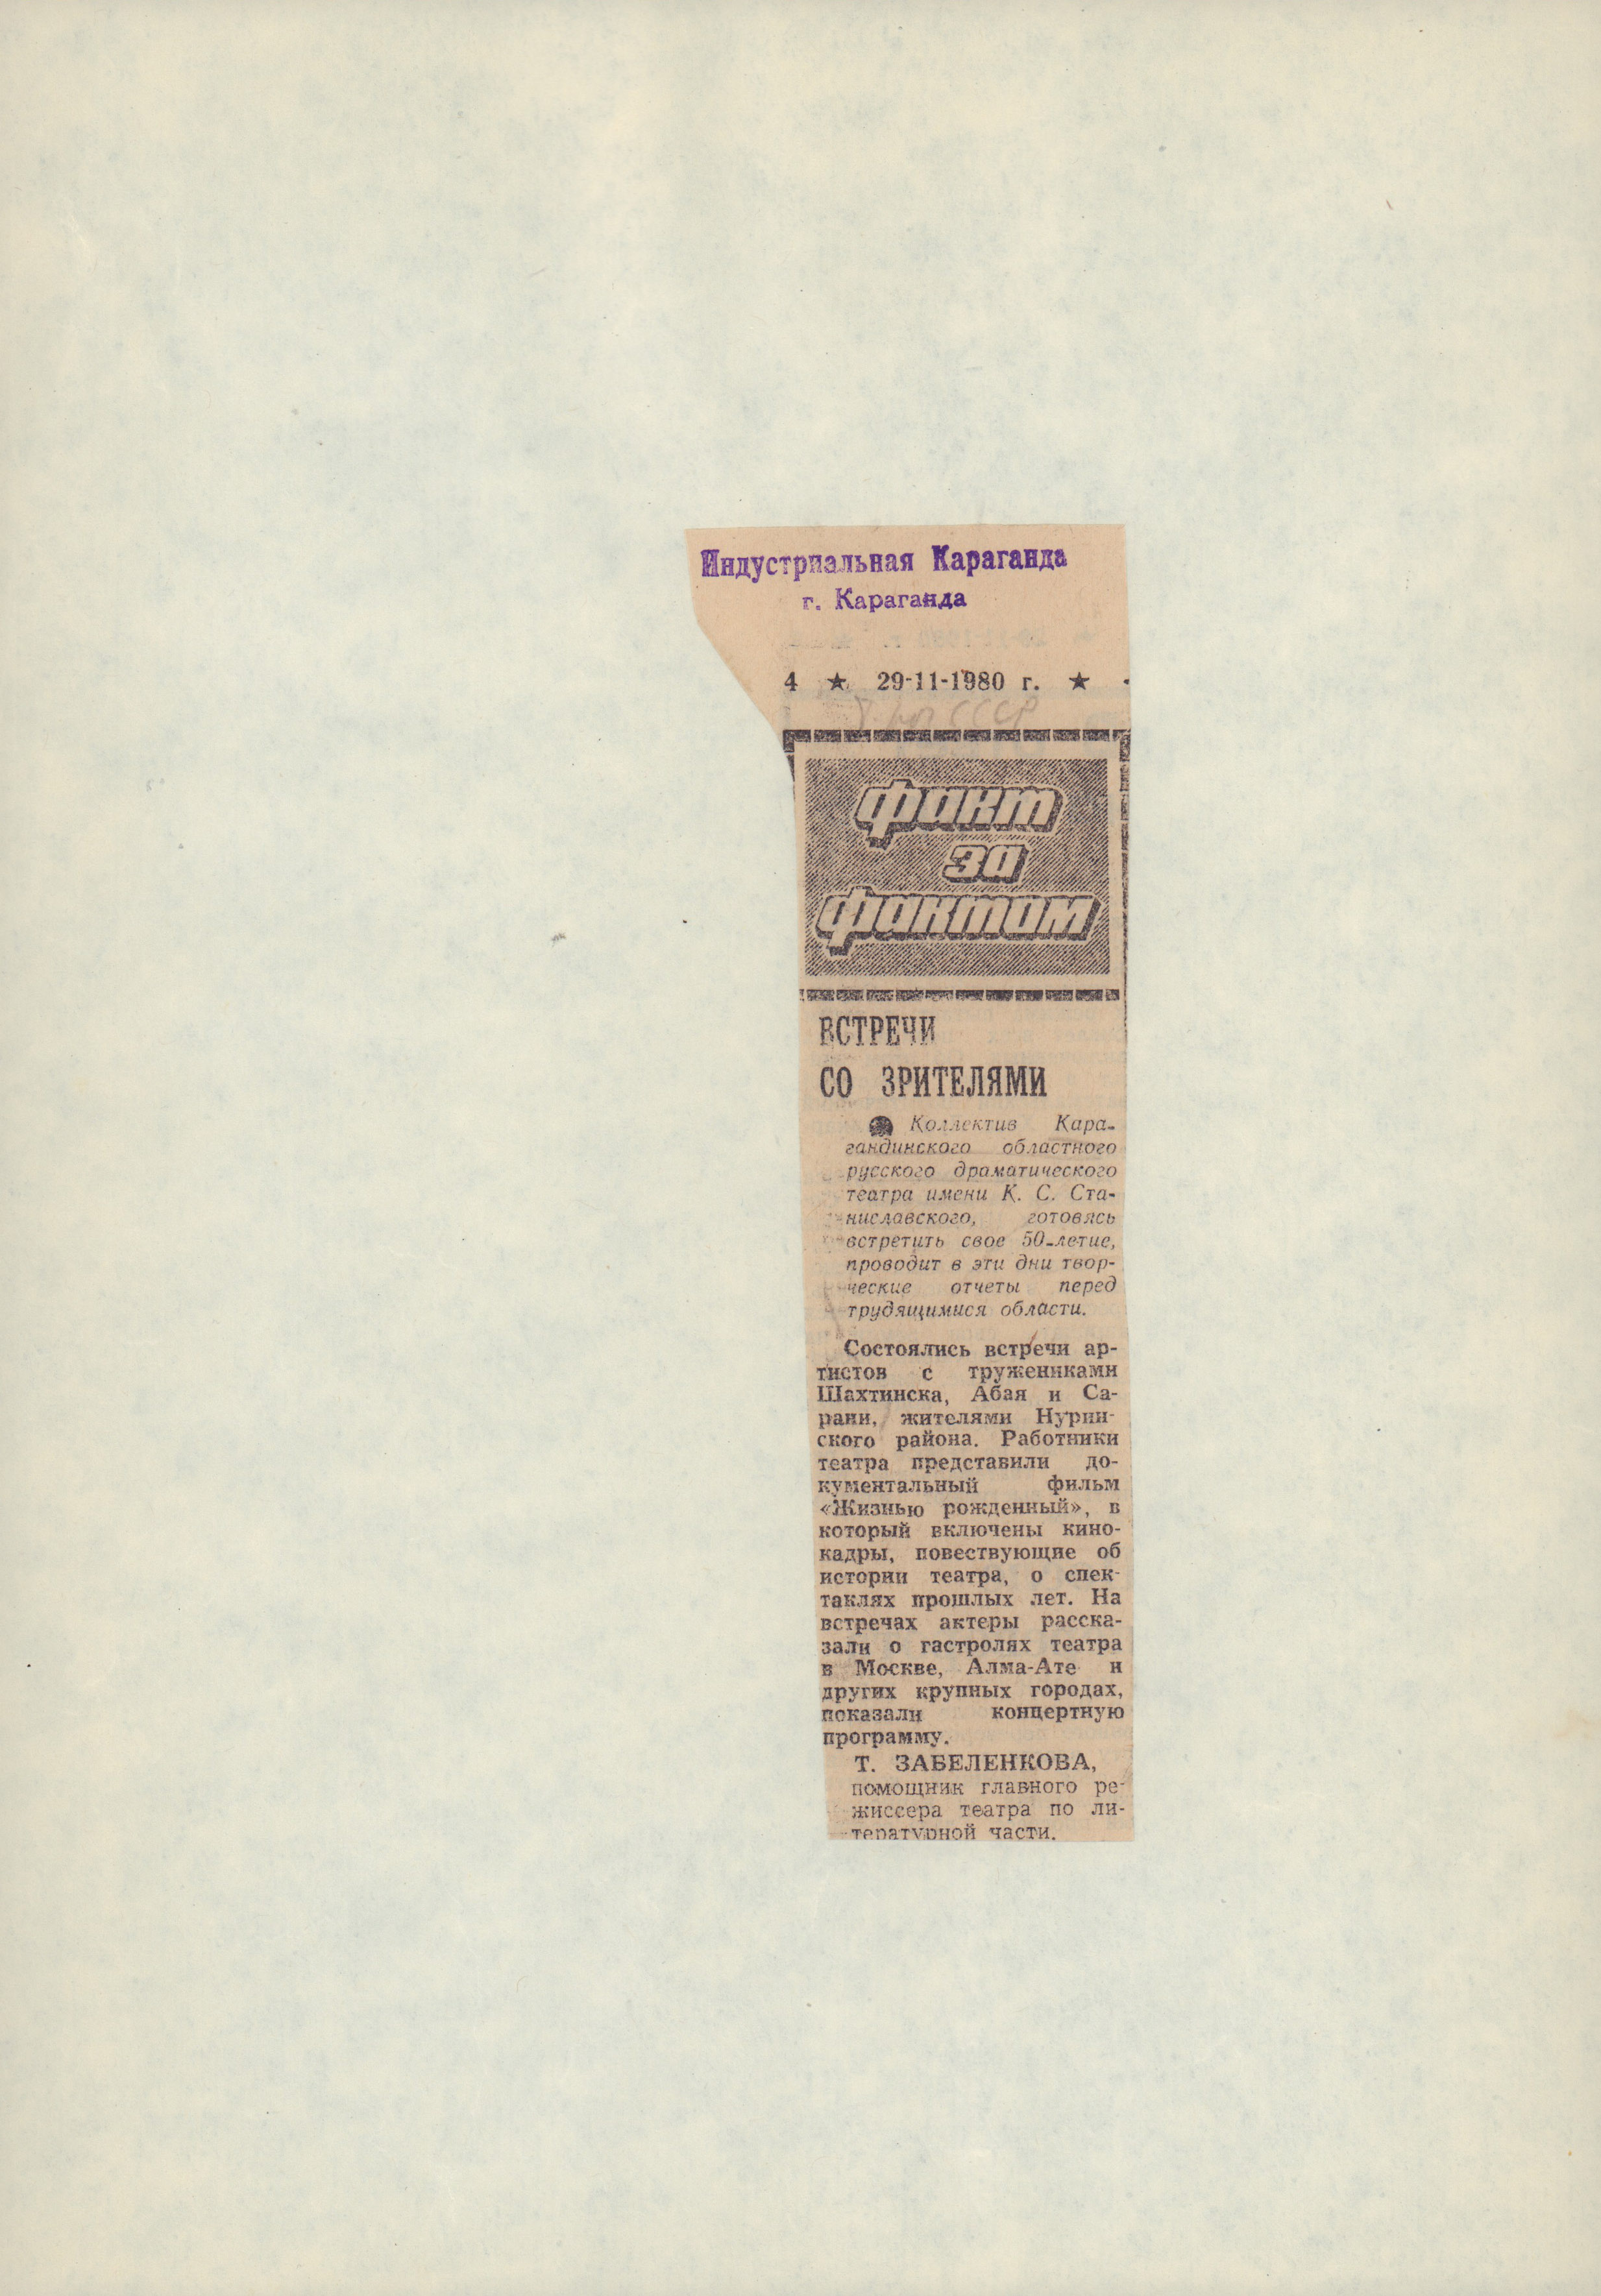 Индустриальная Караганда
г. Караганда
4 ★ 29-11-1980 г. ★
СССР
факт
за
фактом
ВСТРЕЧИ
СО ЗРИТЕЛЯМИ
● Коллектив Кара-
гандинского областного
русского драматического
театра имени К. С. Ста-
ниславского, готовясь
встретить свое 50-летие,
проводит в эти дни твор-
ческие отчеты перед
трудящимися области.
Состоялись встречи ар-
тистов с тружениками
Шахтинска, Абая и Са-
рани, жителями Нурин-
ского района. Работники
театра представили до-
кументальный фильм
«Жизнью рожденный», в
который включены кино-
кадры, повествующие об
истории театра, о спек-
таклях прошлых лет. На
встречах актеры расска-
зали о гастролях театра
в Москве, Алма-Ате и
других крупных городах,
показали концертную
программу.
Т. ЗАБЕЛЕНКОВА,
помощник главного ре-
жиссера театра по ли-
тературной части.